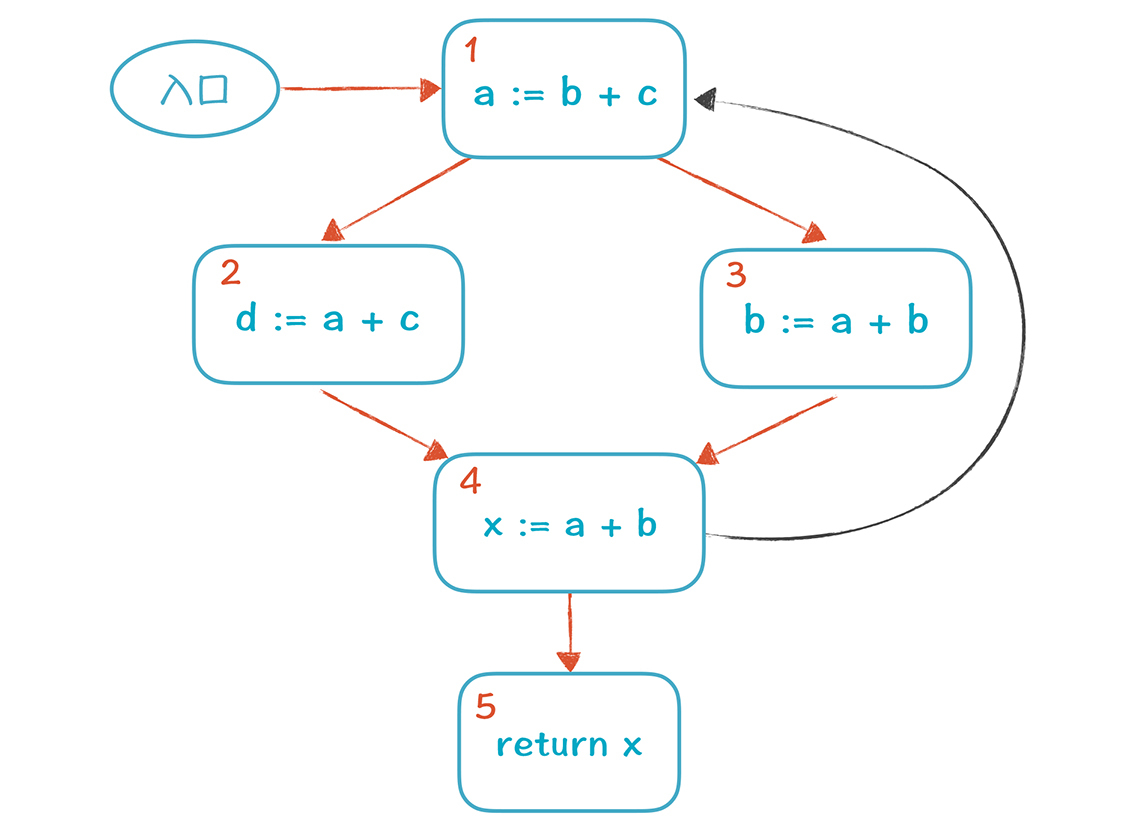 入口
1
a := b + c
2
d := a + c
3
b := a + b
4
x := a + b
5
return x